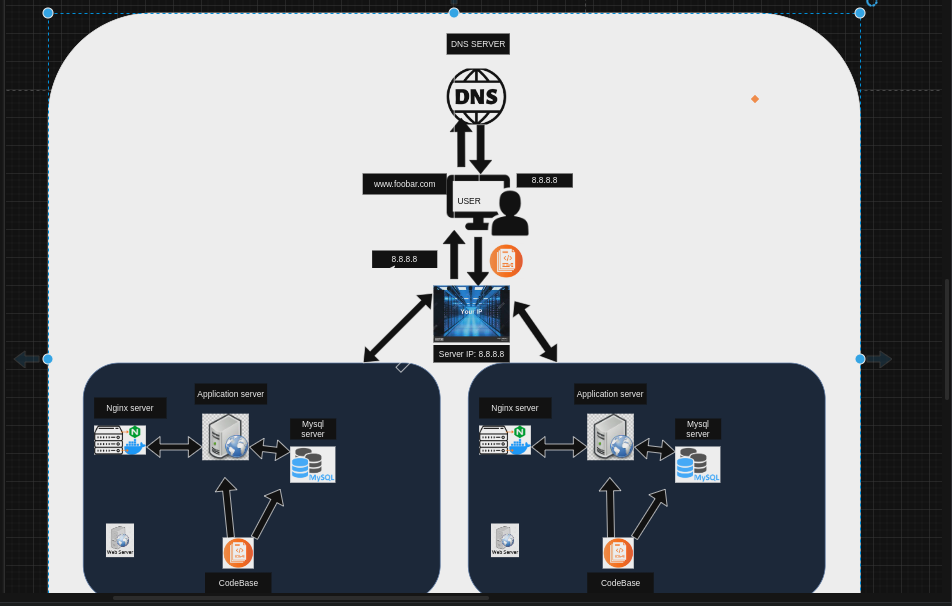 DNS SERVER
DNS
www.foobar.com
8.8.8.8
USER
8.8.8.8
Your IP
Server IP: 8.8.8.8
Application server
Nginx server
Mysql
server
N
MySQL
Web Server
CodeBase
Application server
Nginx server
Mysql
server
N
MySQL
Web Server
CodeBase